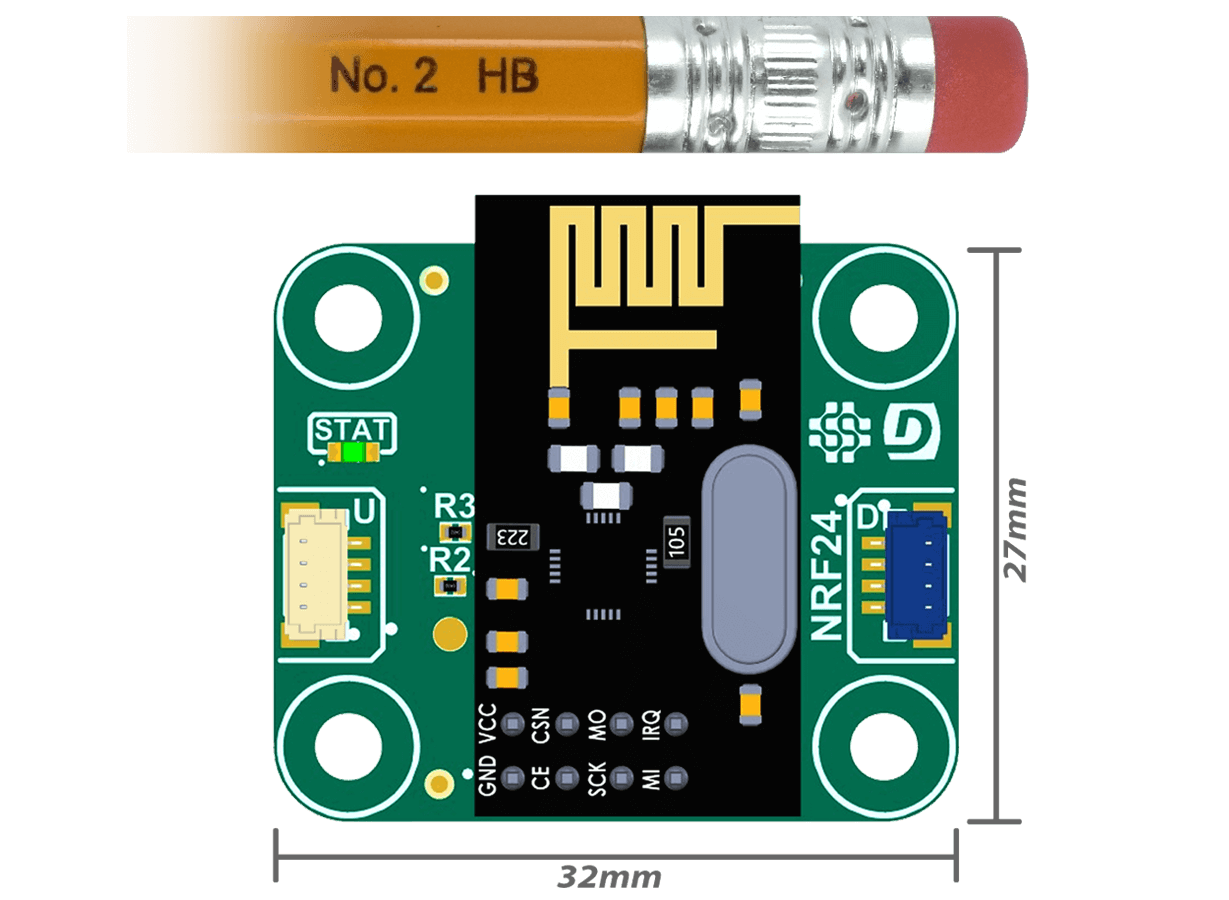 No. 2 HB
STAT
U
R3
R2
223
105
NRF24
D
27mm
VCC
CSN
MO
IRQ
GND
CE
SCK
MI
32mm